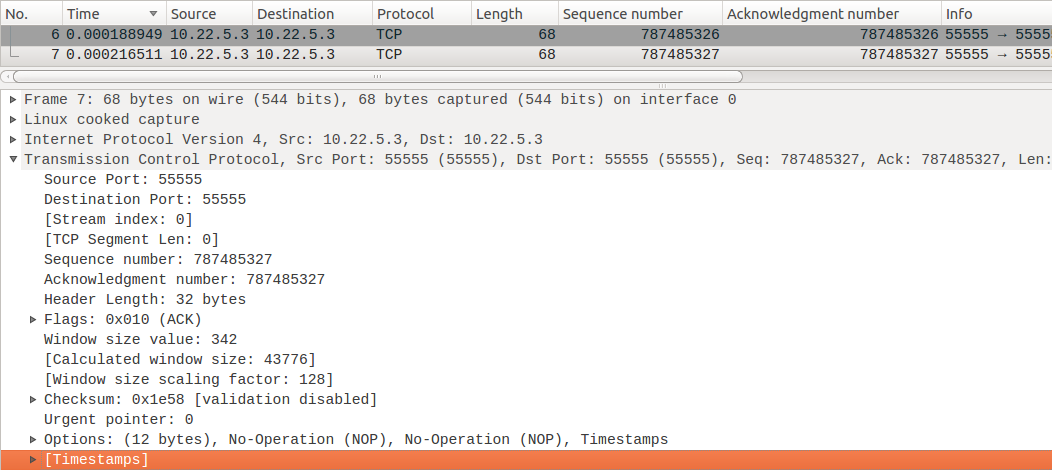 No. Time Source Destination Protocol Length Sequence number Acknowledgment number Info
6 0.000188949 10.22.5.3 10.22.5.3 TCP 68 787485326 787485326 55555 → 5555
7 0.000216511 10.22.5.3 10.22.5.3 TCP 68 787485327 787485327 55555 → 5555
Frame 7: 68 bytes on wire (544 bits), 68 bytes captured (544 bits) on interface 0
Linux cooked capture
Internet Protocol Version 4, Src: 10.22.5.3, Dst: 10.22.5.3
Transmission Control Protocol, Src Port: 55555 (55555), Dst Port: 55555 (55555), Seq: 787485327, Ack: 787485327, Len:
Source Port: 55555
Destination Port: 55555
[Stream index: 0]
[TCP Segment Len: 0]
Sequence number: 787485327
Acknowledgment number: 787485327
Header Length: 32 bytes
Flags: 0x010 (ACK)
Window size value: 342
[Calculated window size: 43776]
[Window size scaling factor: 128]
Checksum: 0x1e58 [validation disabled]
Urgent pointer: 0
Options: (12 bytes), No-Operation (NOP), No-Operation (NOP), Timestamps
[Timestamps]